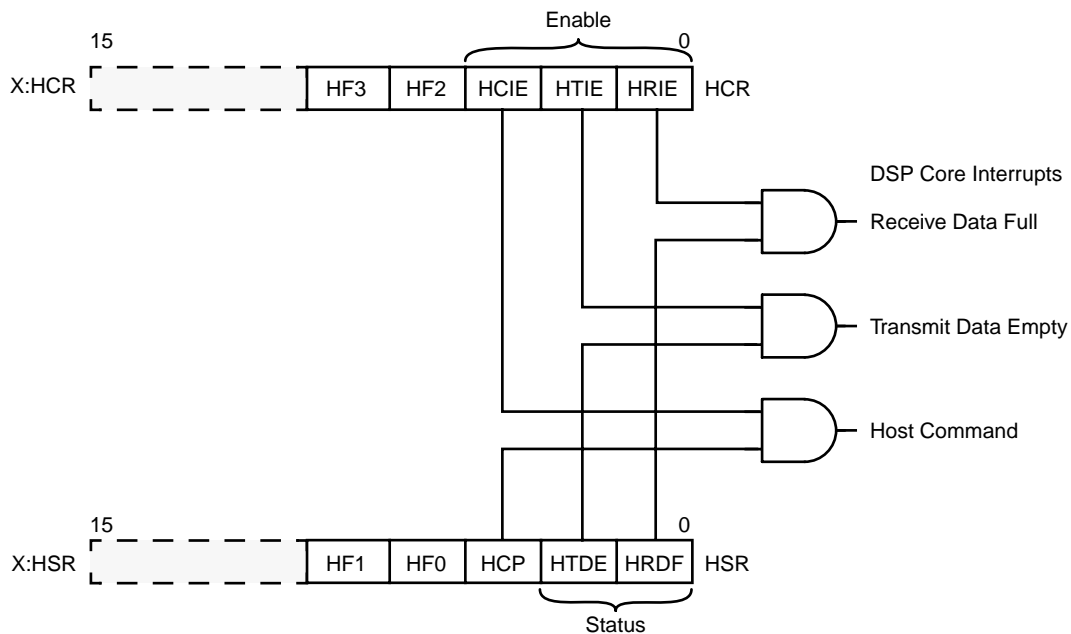 Enable
15 0
X:HCR HF3 HF2 HCIE HTIE HRIE HCR
DSP Core Interrupts
Receive Data Full
Transmit Data Empty
Host Command
15 0
X:HSR HF1 HF0 HCP HTDE HRDF HSR
Status